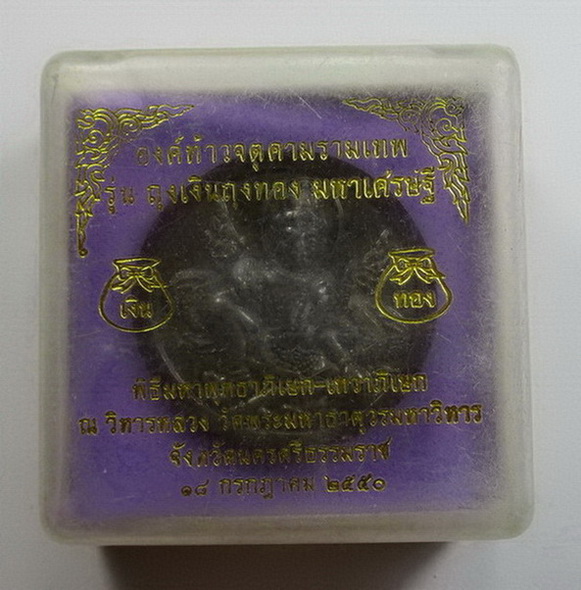 องค์ท้าวจตุคามรามเทพ
รุ่น ถุงเงินถุงทอง มหาเศรษฐี
เงิน
ทอง
พิธีมหาพุทธาภิเษก-เทวาภิเษก
ณ วิหารหลวง วัดพระมหาธาตุวรมหาวิหาร
จังหวัดนครศรีธรรมราช
๑๘ กรกฎาคม ๒๕๕๐